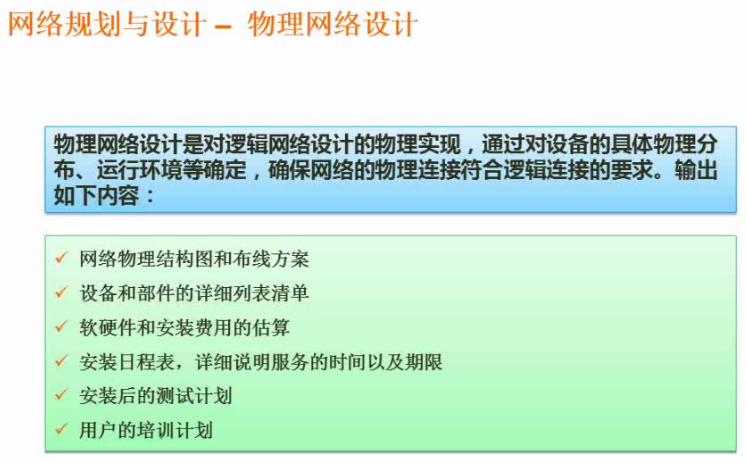 网络规划与设计 – 物理网络设计
物理网络设计是对逻辑网络设计的物理实现，通过对设备的具体物理分
布、运行环境等确定，确保网络的物理连接符合逻辑连接的要求。输出
如下内容：
✓ 网络物理结构图和布线方案
✓ 设备和部件的详细列表清单
✓ 软硬件和安装费用的估算
✓ 安装日程表，详细说明服务的时间以及期限
✓ 安装后的测试计划
✓ 用户的培训计划